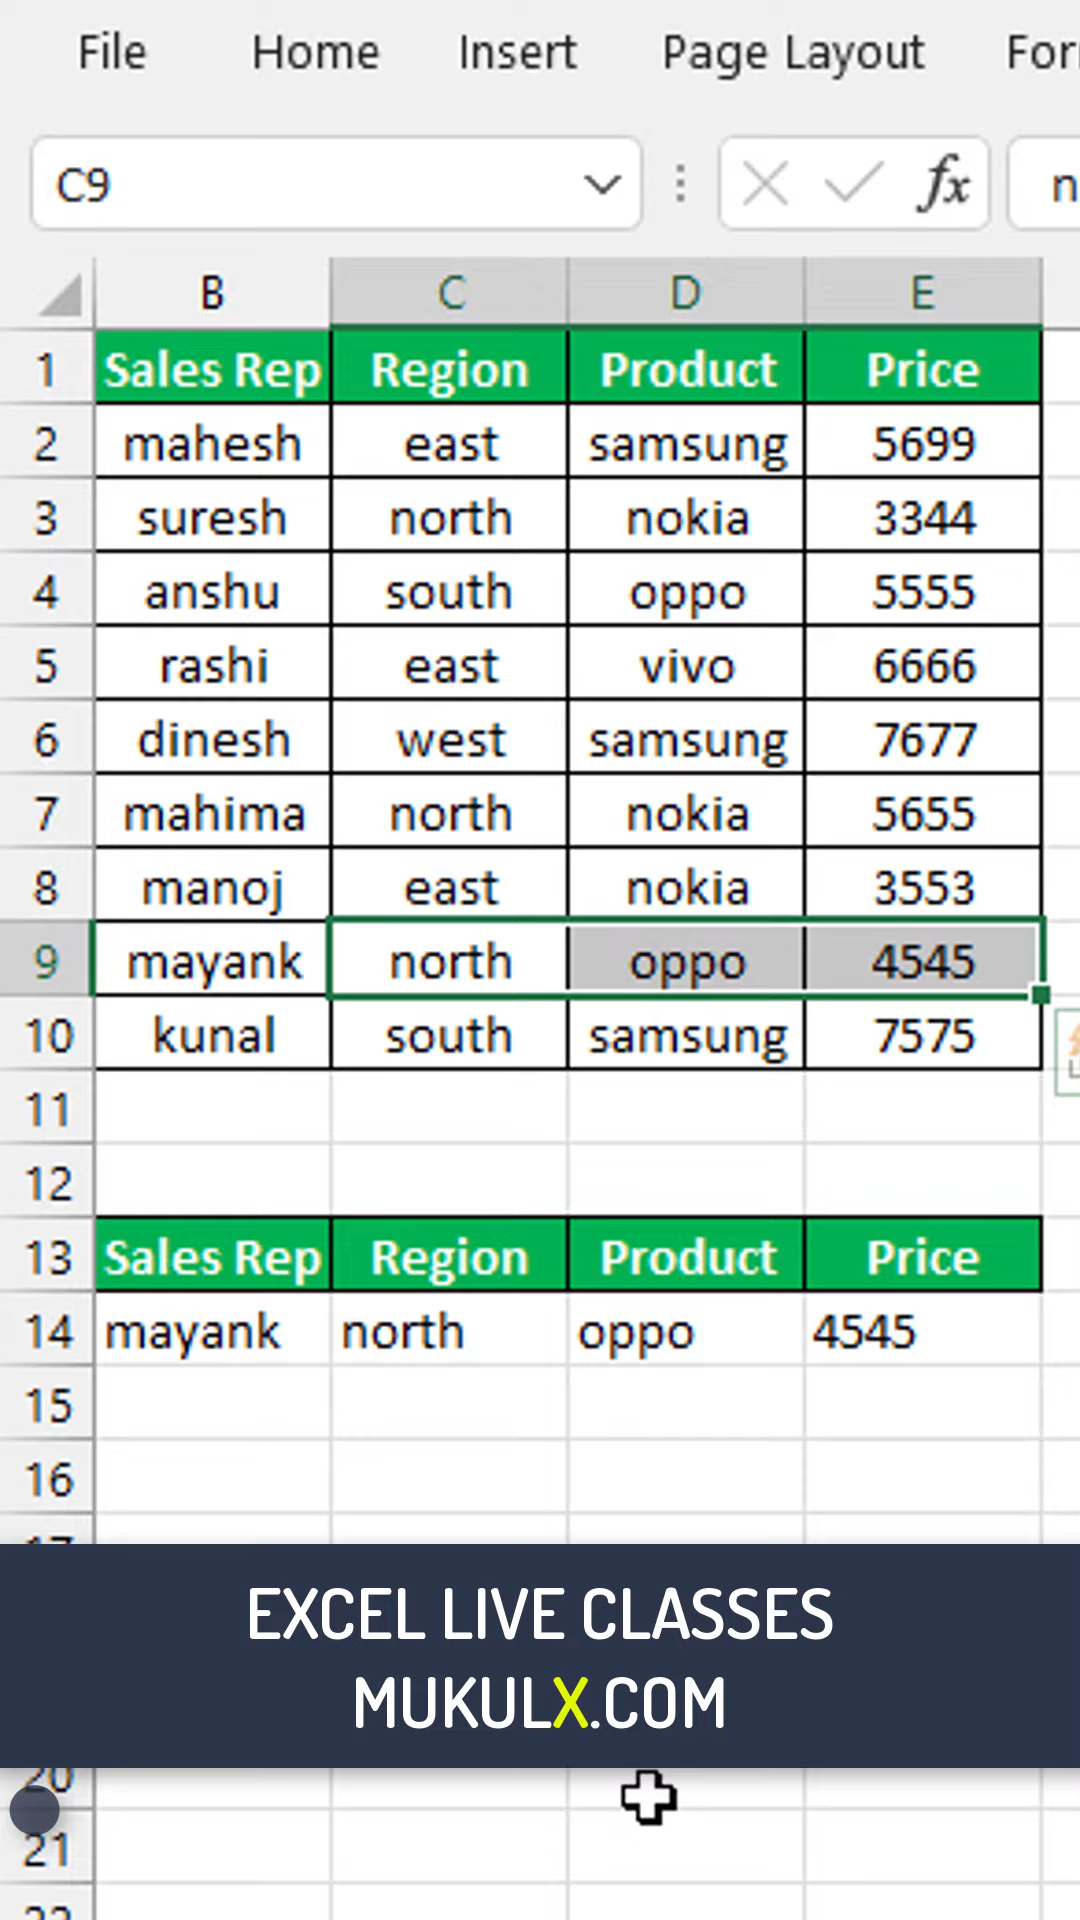 File Home Insert Page Layout
C9 fx n
B C D E
1 Sales Rep Region Product Price
2 mahesh east samsung 5699
3 suresh north nokia 3344
4 anshu south oppo 5555
5 rashi east vivo 6666
6 dinesh west samsung 7677
7 mahima north nokia 5655
8 manoj east nokia 3553
9 mayank north oppo 4545
10 kunal south samsung 7575
11
12
13 Sales Rep Region Product Price
14 mayank north oppo 4545
15
16
EXCEL LIVE CLASSES
MUKULX.COM
20
21